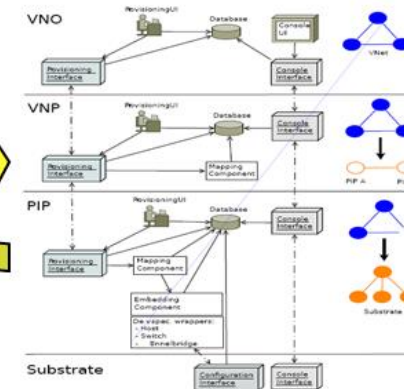 VNO
ProvisioningUI
Database
Console
UI
Provisioning
Interface
Console
Interface
VNet
VNP
ProvisioningUI
Database
Console
Interface
Provisioning
Interface
Mapping
Component
PIP A
PIP
ProvisioningUI
Database
Console
Interface
Provisioning
Interface
Mapping
Component
Embedding
Component
Host
Switch
Substrate
Substrate
Configuration
Interface
Console
Interface